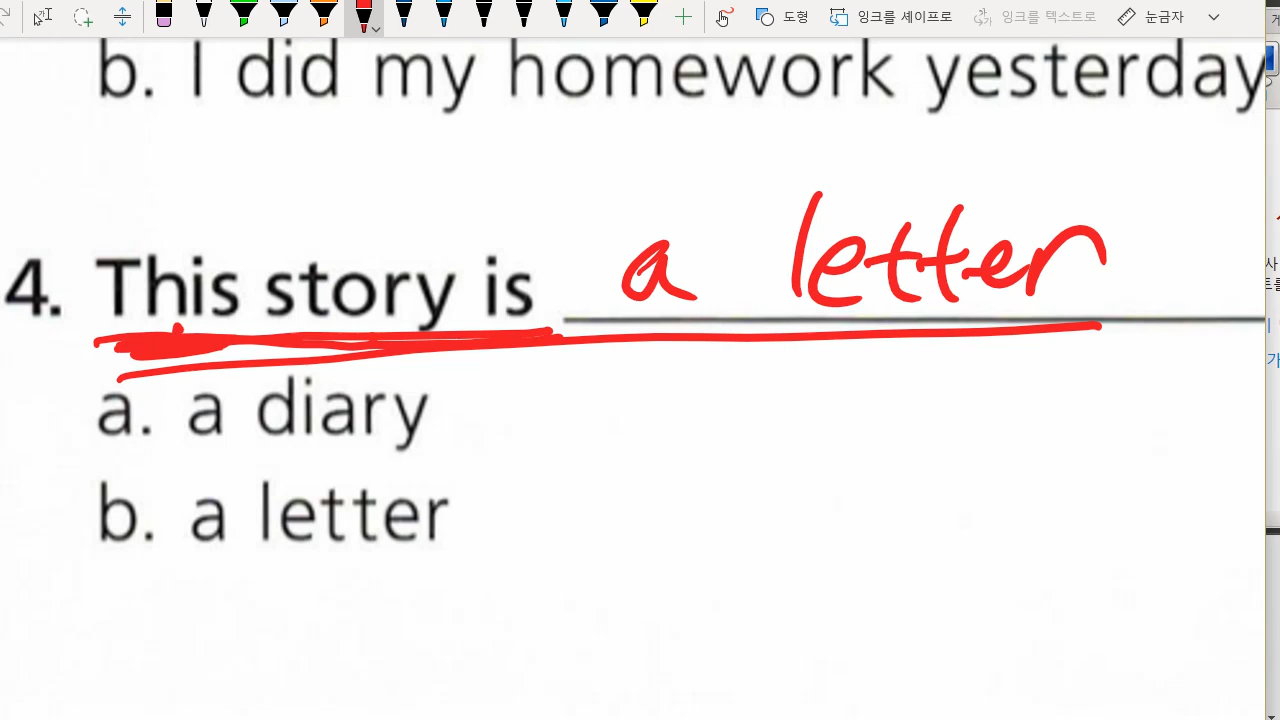 도형 잉크를 셰이프로 잉크를 텍스트로 눈금자
b. I did my homework yesterday
4. This story is a letter
a. a diary
b. a letter